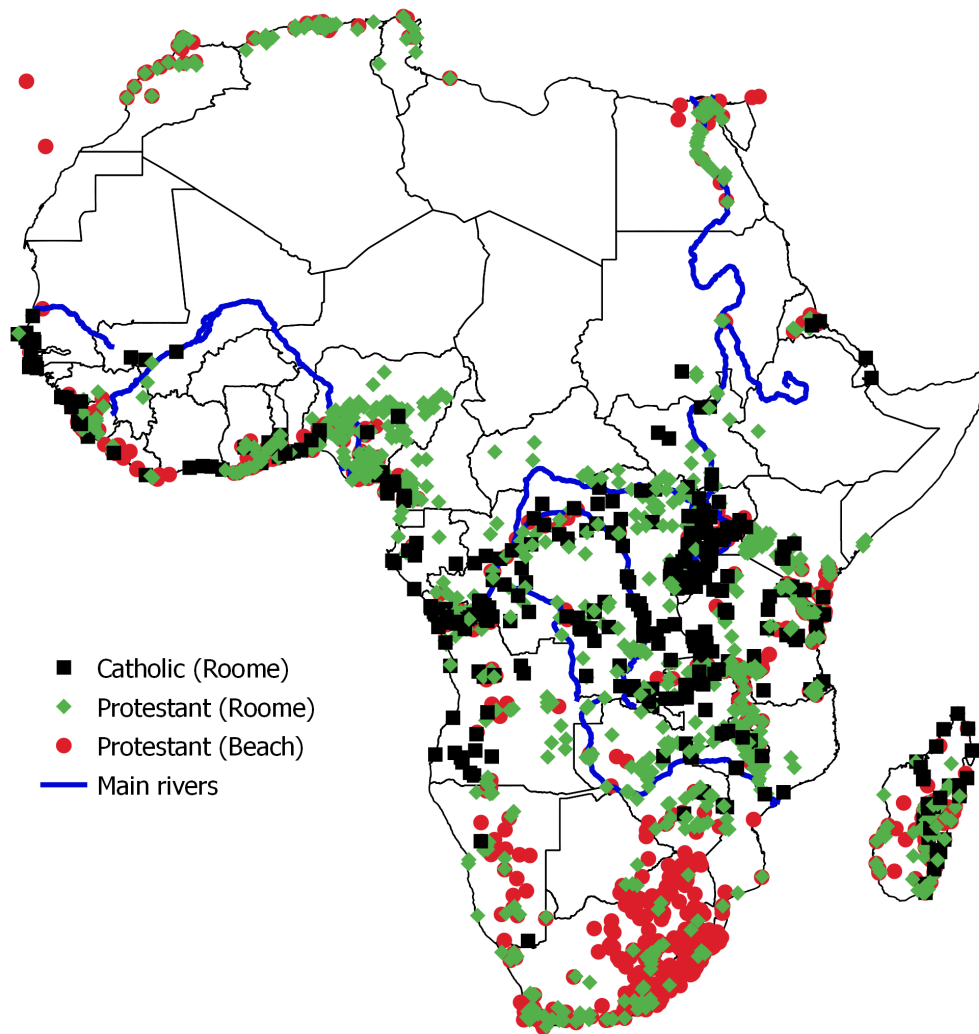 Catholic (Roome)
Protestant (Roome)
Protestant (Beach)
Main rivers